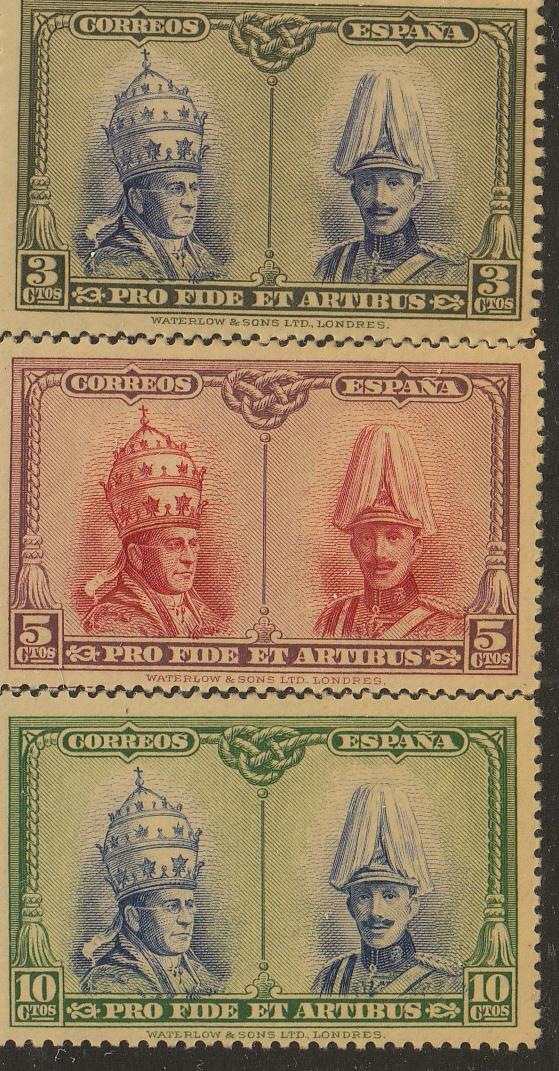 CORREOS ESPAÑA
3 CTOS PRO FIDE ET ARTIBUS 3 CTOS
WATERLOW & SONS LTD., LONDRES.
CORREOS ESPAÑA
5 CTOS PRO FIDE ET ARTIBUS 5 CTOS
WATERLOW & SONS LTD. LONDRES.
CORREOS ESPAÑA
10 CTOS PRO FIDE ET ARTIBUS 10 CTOS
WATERLOW & SONS LTD., LONDRES.